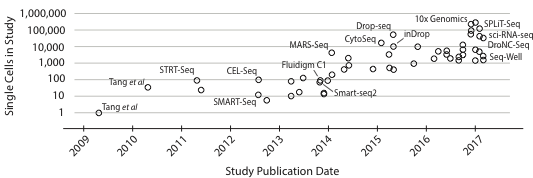 1,000,000
100,000
10,000
1,000
100
10
1
Single Cells in Study
Tang et al
Tang et al
STRT-Seq
CEL-Seq
SMART-Seq
Fluidigm C1
MARS-Seq
Smart-seq2
Drop-seq
CytoSeq
inDrop
10x Genomics
SPLiT-Seq
sci-RNA-seq
DroNC-Seq
Seq-Well
2009
2010
2011
2012
2013
2014
2015
2016
2017
Study Publication Date